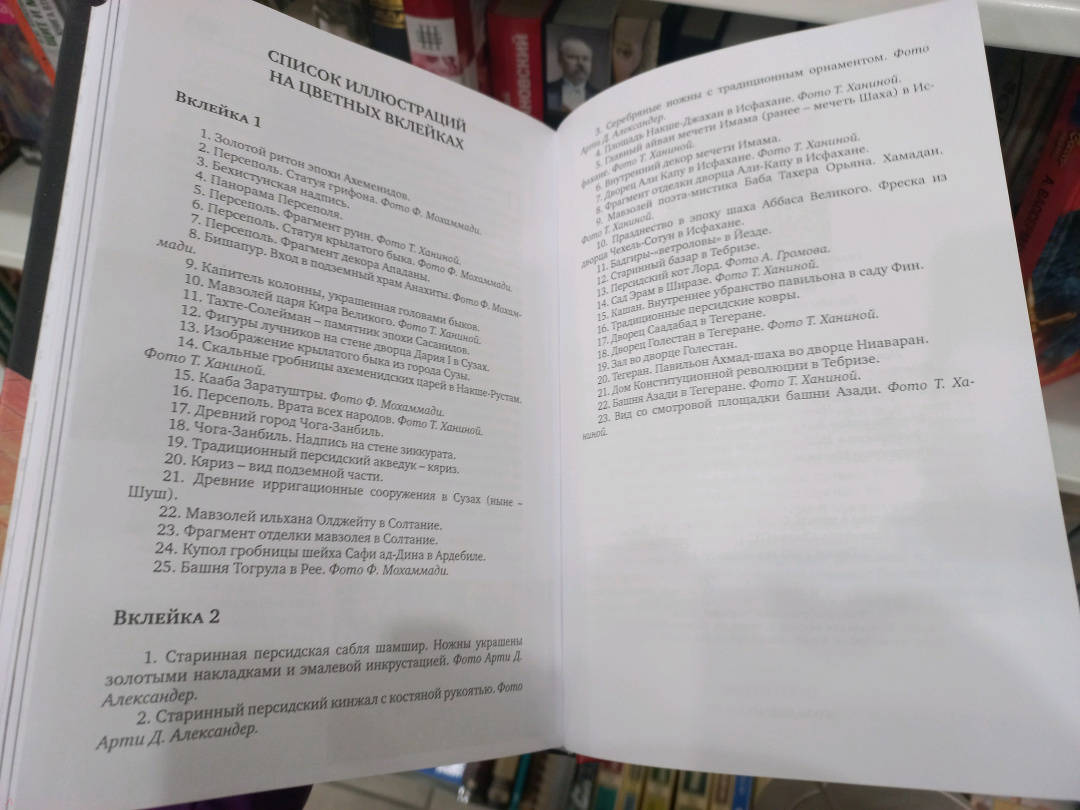 СПИСОК ИЛЛЮСТРАЦИЙ
НА ЦВЕТНЫХ ВКЛЕЙКАХ
Вклейка 1
1. Золотой ритон эпохи Ахеменидов.
2. Персеполь. Статуя грифона. Фото Ф. Мохаммади.
3. Бехистунская надпись.
4. Панорама Персеполя.
5. Персеполь. Фрагмент руин. Фото Т. Ханиной.
6. Персеполь. Статуя крылатого быка. Фото Ф. Мохаммади.
7. Персеполь. Фрагмент декора Ападаны.
8. Бишапур. Вход в подземный храм Анахиты. Фото Ф. Мохам-
мади.
9. Капитель колонны, украшенная головами быков.
10. Мавзолей царя Кира Великого. Фото Т. Ханиной.
11. Тахте-Солейман – памятник эпохи Сасанидов.
12. Фигуры лучников на стене дворца Дария I в Сузах.
13. Изображение крылатого быка из города Сузы.
14. Скальные гробницы ахеменидских царей в Накше-Рустам.
Фото Т. Ханиной.
15. Кааба Заратуштры. Фото Ф. Мохаммади.
16. Персеполь. Врата всех народов. Фото Т. Ханиной.
17. Древний город Чога-Занбиль.
18. Чога-Занбиль. Надпись на стене зиккурата.
19. Традиционный персидский акведук – кяриз.
20. Кяриз – вид подземной части.
21. Древние ирригационные сооружения в Сузах (ныне –
Шуш).
22. Мавзолей ильхана Олджейту в Солтание.
23. Фрагмент отделки мавзолея в Солтание.
24. Купол гробницы шейха Сафи ад-Дина в Ардебиле.
25. Башня Тогрула в Рее. Фото Ф. Мохаммади.
Вклейка 2
1. Старинная персидская сабля шамшир. Ножны украшены
золотыми накладками и эмалевой инкрустацией. Фото Арти Д.
Александер.
2. Старинный персидский кинжал с костяной рукоятью. Фото
Арти Д. Александер.
3. Серебряные ножны с традиционным орнаментом. Фото
Арти Д. Александер.
4. Площадь Накше-Джахан в Исфахане. Фото Т. Ханиной.
5. Главный айван мечети Имама (ранее – мечеть Шаха) в Ис-
фахане. Фото Т. Ханиной.
6. Внутренний декор мечети Имама.
7. Дворец Али Капу в Исфахане. Фото Т. Ханиной.
8. Фрагмент отделки дворца Али-Капу в Исфахане.
9. Мавзолей поэта-мистика Баба Тахера Орьяна. Хамадан.
Фото Т. Ханиной.
10. Празднество в эпоху шаха Аббаса Великого. Фреска из
дворца Чехель-Сотун в Исфахане.
11. Бадгиры-«ветроловы» в Йезде.
12. Старинный базар в Тебризе.
13. Персидский кот Лорд. Фото А. Громова.
14. Сад Эрам в Ширазе. Фото Т. Ханиной.
15. Кашан. Внутреннее убранство павильона в саду Фин.
16. Традиционные персидские ковры.
17. Дворец Саадабад в Тегеране.
18. Дворец Голестан в Тегеране. Фото Т. Ханиной.
19. Зал во дворце Голестан.
20. Тегеран. Павильон Ахмад-шаха во дворце Ниаваран.
21. Дом Конституционной революции в Тебризе.
22. Башня Азади в Тегеране. Фото Т. Ханиной.
23. Вид со смотровой площадки башни Азади. Фото Т. Ха-
ниной.